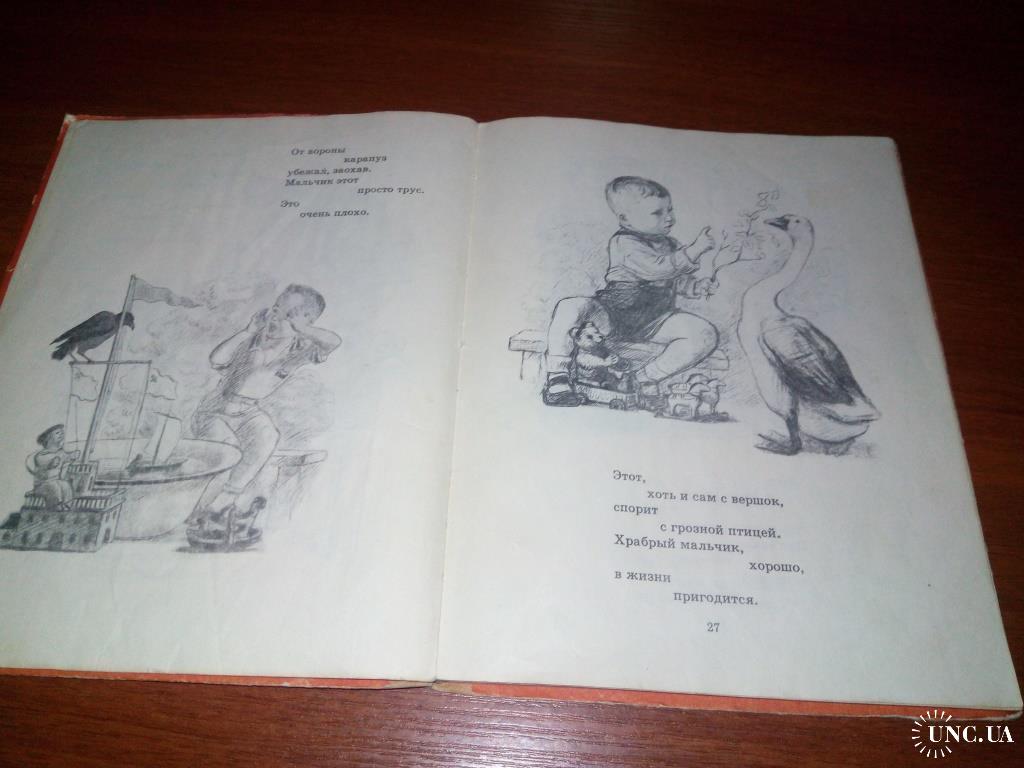 От вороны
карапуз
убежал, заохав.
Мальчик этот
просто трус.
Это
очень плохо.
Этот,
хоть и сам с вершок,
спорит
с грозной птицей.
Храбрый мальчик,
хорошо,
в жизни
пригодится.
27
UNC.UA